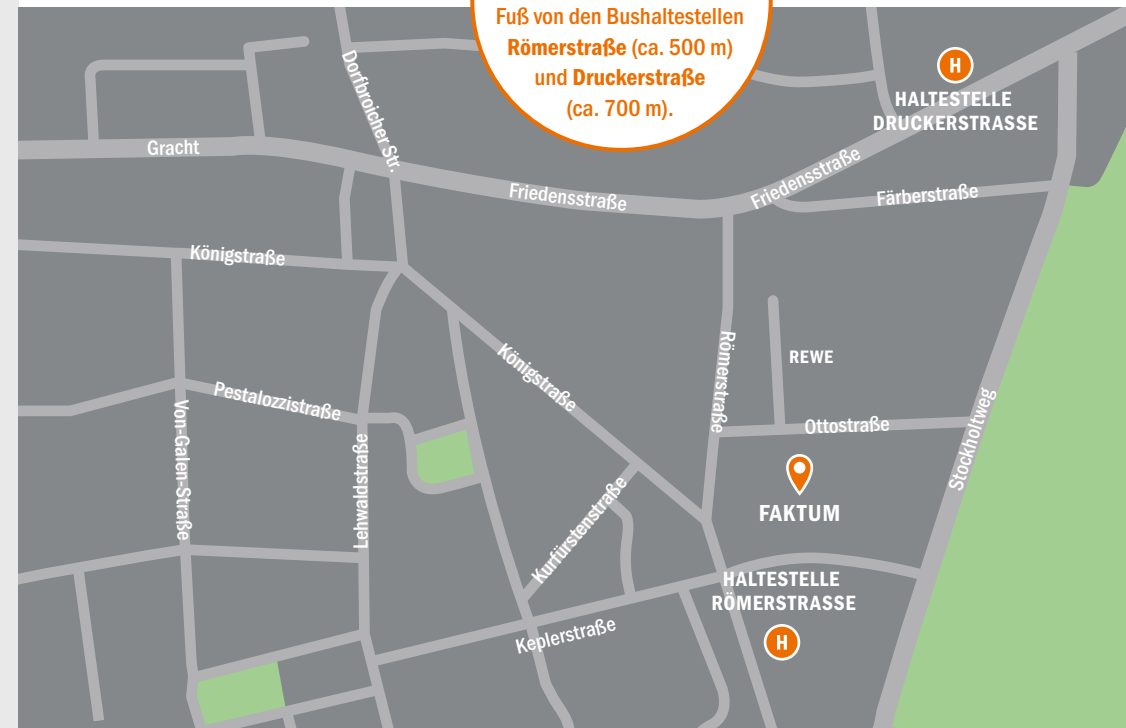 Fuß von den Bushaltestellen
Römerstraße (ca. 500 m)
und Druckerstraße
(ca. 700 m).
H
HALTESTELLE
DRUCKERSTRASSE
Dorfbroicher Str.
Gracht
Friedensstraße
Friedensstraße
Färberstraße
Königstraße
Königstraße
Römerstraße
REWE
Pestalozzistraße
Von-Galen-Straße
Lehwaldstraße
Ottostraße
Stockholtweg
FAKTUM
Kurfürstenstraße
HALTESTELLE
RÖMERSTRASSE
H
Keplerstraße